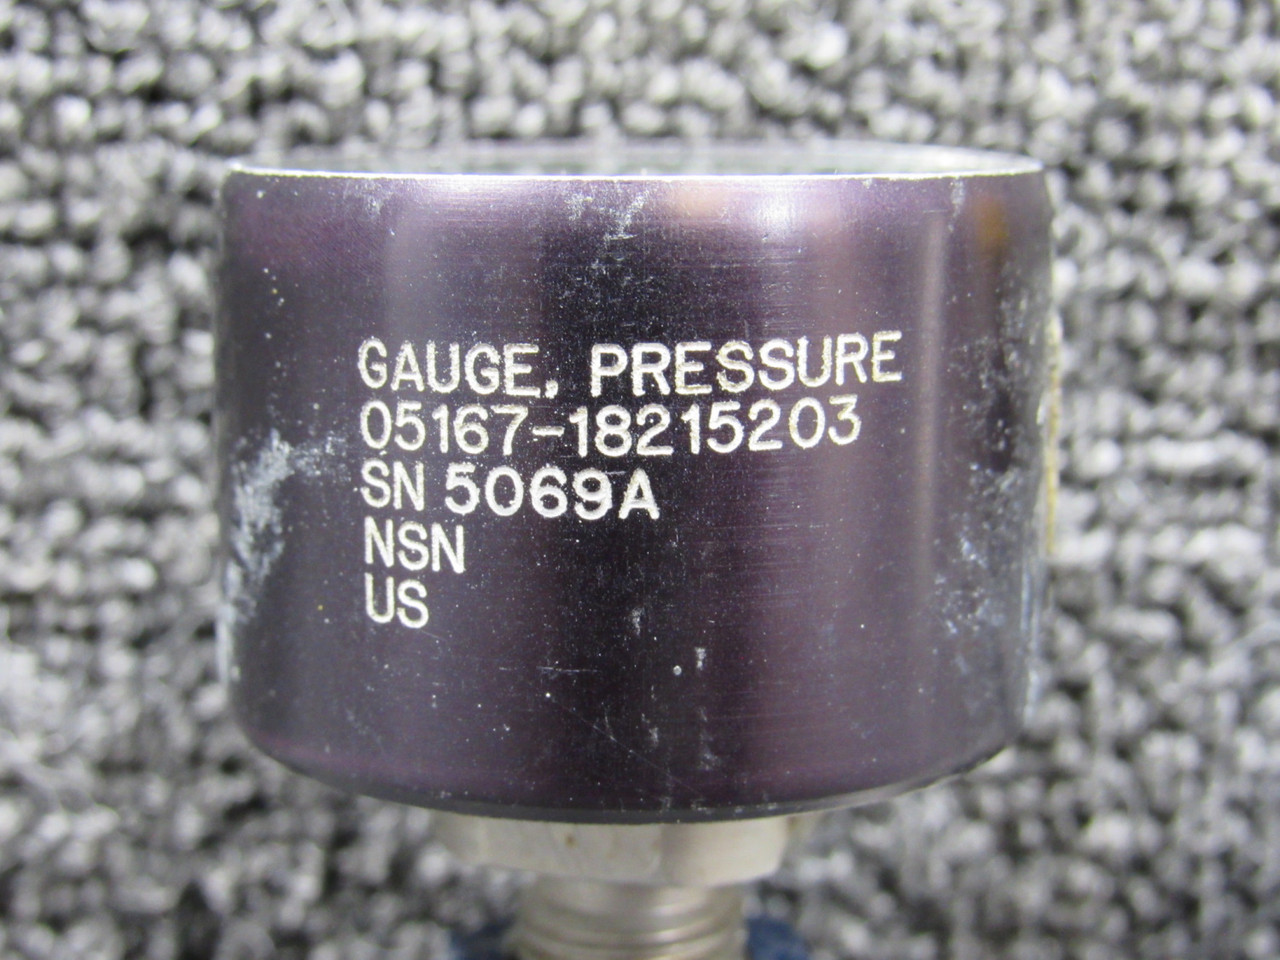 GAUGE, PRESSURE
05167-18215203
SN 5069A
NSN
US